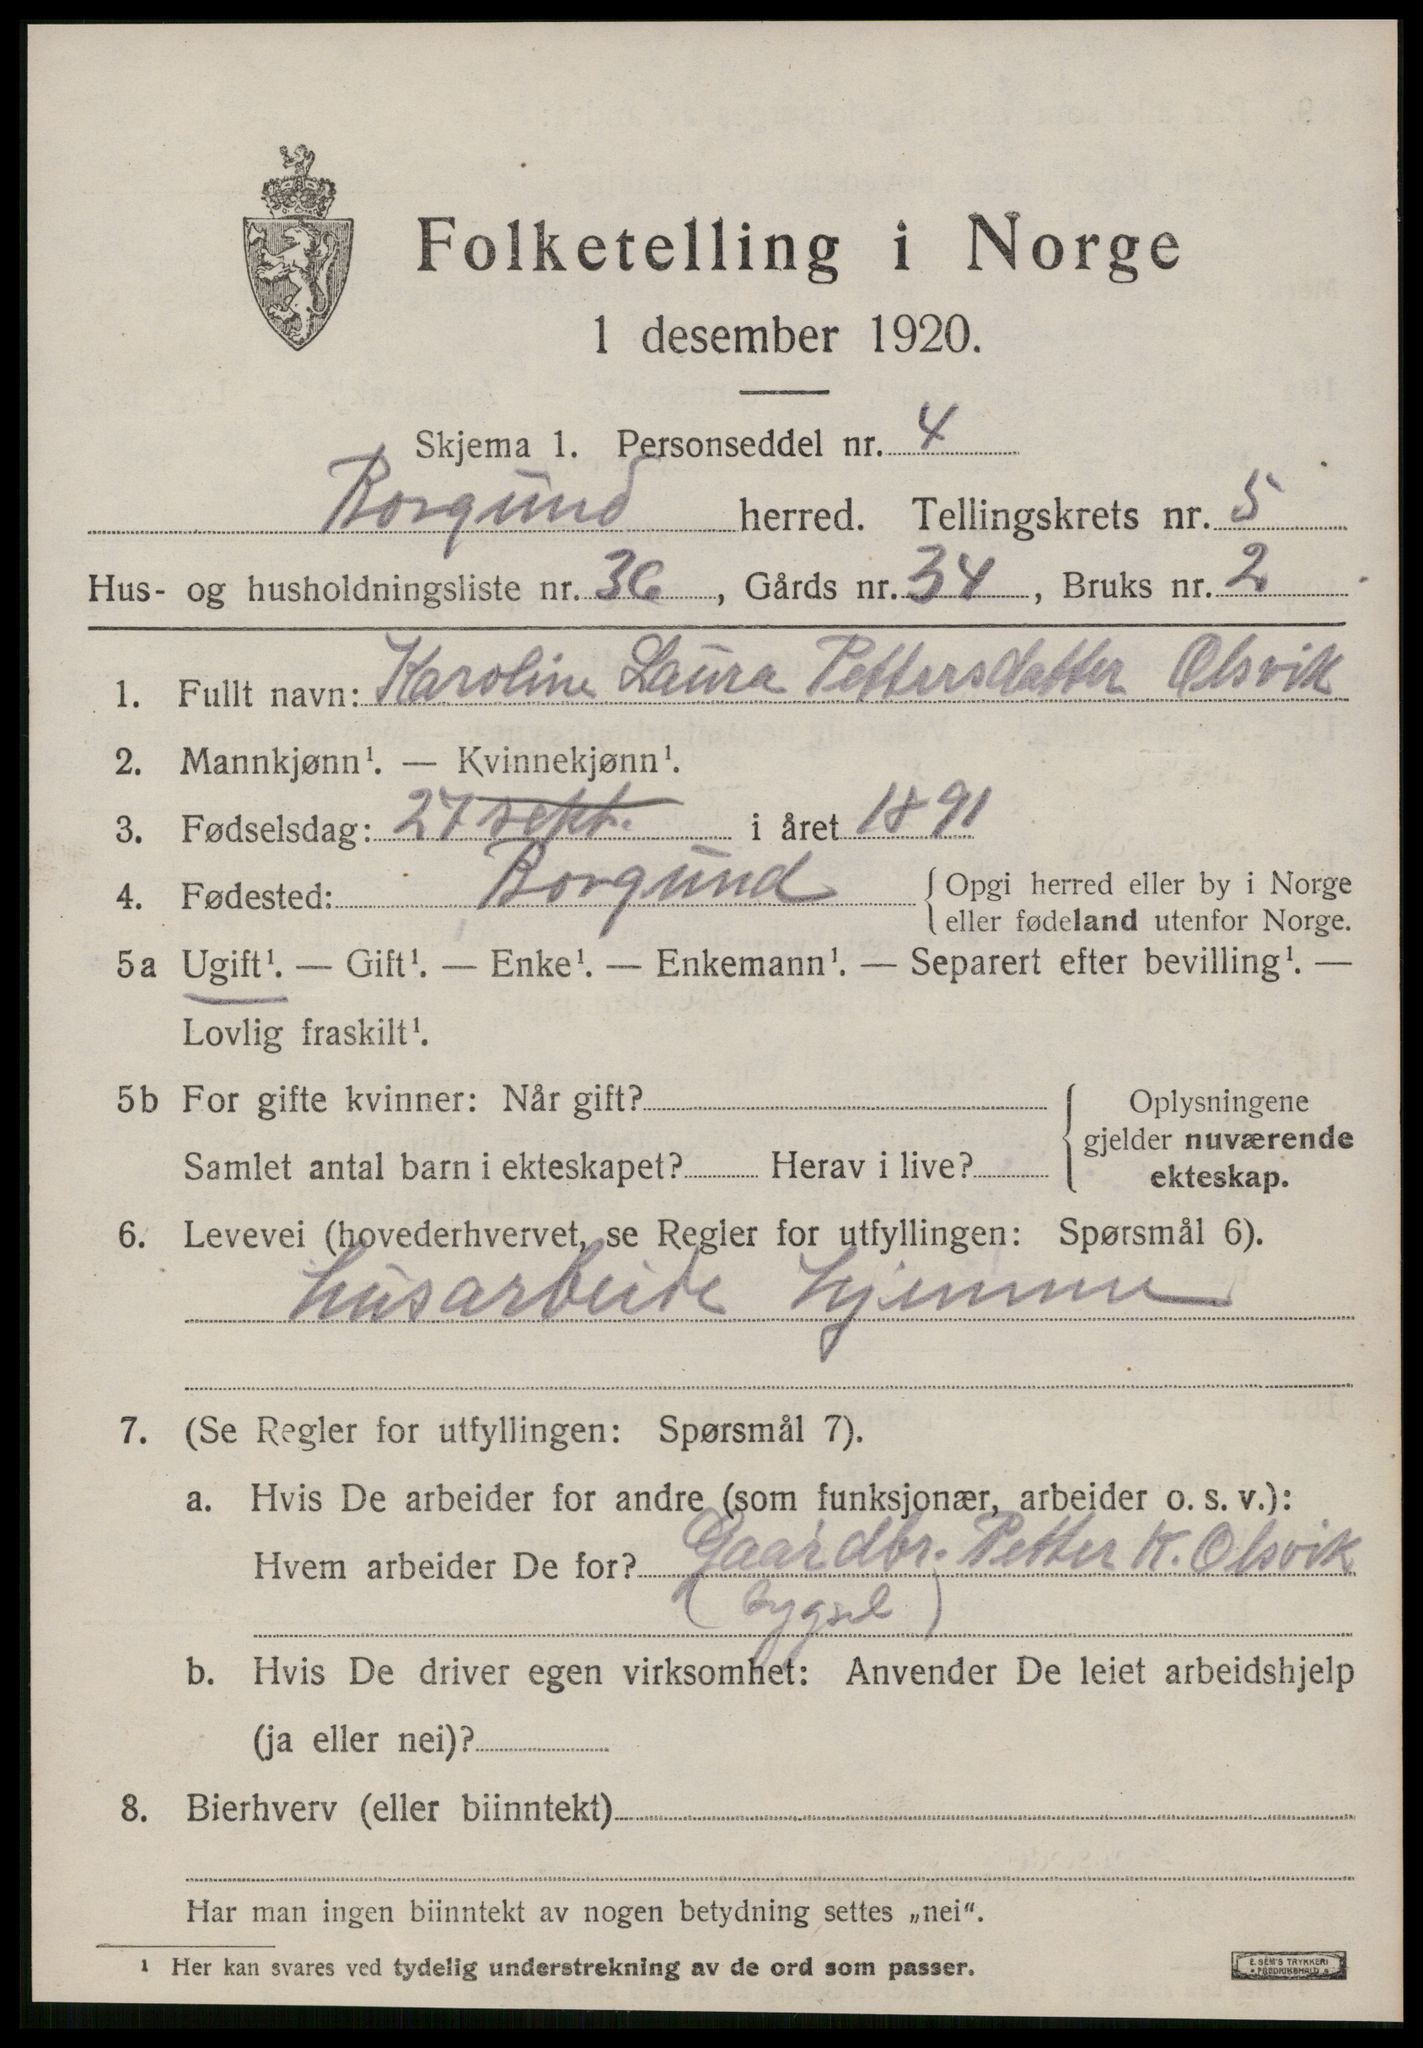 Folketelling i Norge
1 desember 1920.
Skjema 1. Personseddel nr. 4
Borgund herred. Tellingskrets nr. 5
Hus- og husholdningsliste nr. 36, Gårds nr. 34, Bruks nr. 2
1. Fullt navn: Karoline Laura Pettersdatter Olsvik
2. Mannkjønn¹. — Kvinnekjønn¹.
3. Fødselsdag: 27 sept. i året 1891
4. Fødested: Borgund { Opgi herred eller by i Norge
eller fødeland utenfor Norge.
5a Ugift¹. — Gift¹. — Enke¹. — Enkemann¹. — Separert efter bevilling¹. —
Lovlig fraskilt¹.
5b For gifte kvinner: Når gift?
Samlet antal barn i ekteskapet? Herav i live?
{ Oplysningene
gjelder nuværende
ekteskap.
6. Levevei (hovederhvervet, se Regler for utfyllingen: Spørsmål 6).
husarbeide hjemme
7. (Se Regler for utfyllingen: Spørsmål 7).
a. Hvis De arbeider for andre (som funksjonær, arbeider o. s. v.):
Hvem arbeider De for? Gaardbr. Petter K. Olsvik
(bygsel)
b. Hvis De driver egen virksomhet: Anvender De leiet arbeidshjelp
(ja eller nei)?
8. Bierhverv (eller biinntekt)
Har man ingen biinntekt av nogen betydning settes „nei“.
¹ Her kan svares ved tydelig understrekning av de ord som passer.
E. SEM'S TRYKKERI
FREDRIKSHALD